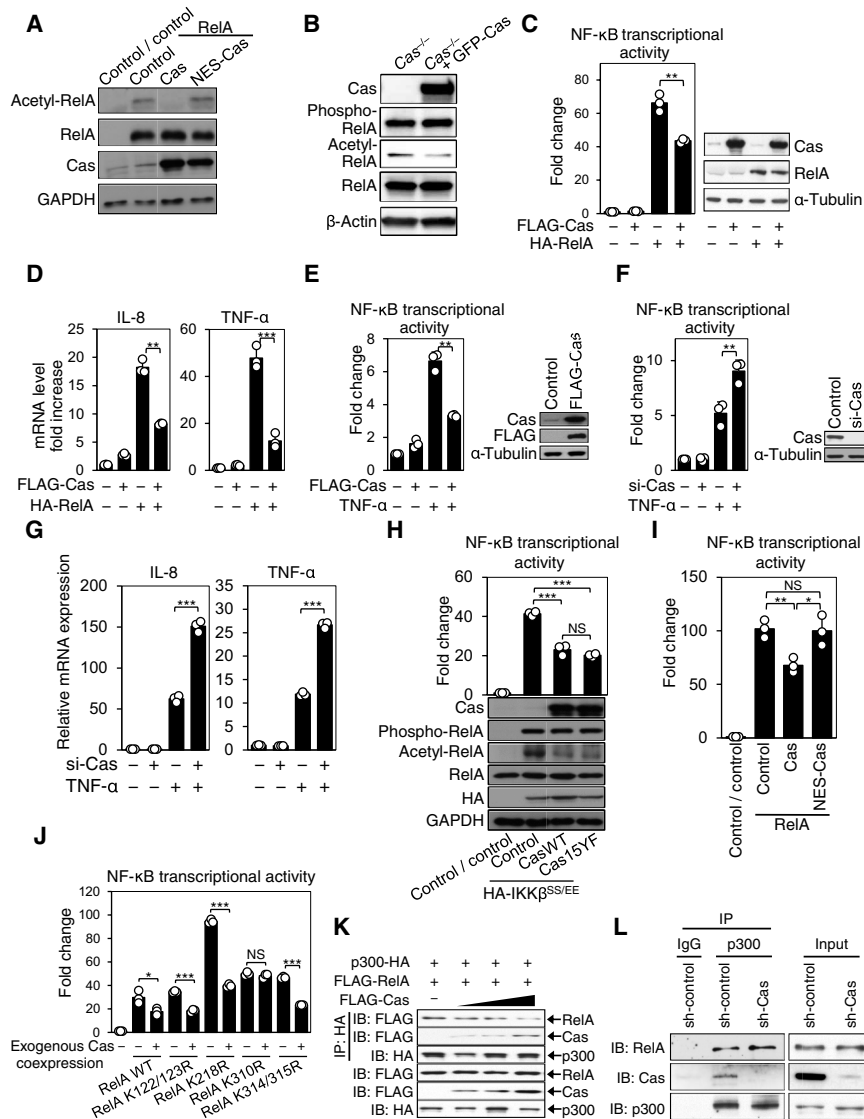 A
Control / control
Control
Cas
NES-Cas
RelA
Acetyl-RelA
RelA
Cas
GAPDH
B
Cas–/–
Cas–/– + GFP-Cas
Cas
Phospho-RelA
Acetyl-RelA
RelA
β-Actin
C
NF-κB transcriptional activity
Fold change
80
60
40
20
0
**
FLAG-Cas – + – +
HA-RelA – – + +
Cas
RelA
α-Tubulin
– + – +
– – + +
D
IL-8
mRNA level fold increase
25
20
15
10
5
0
**
TNF-α
60
40
20
0
***
FLAG-Cas – + – + – + – +
HA-RelA – – + + – – + +
E
NF-κB transcriptional activity
Fold change
8
6
4
2
0
**
FLAG-Cas – + – +
TNF-α – – + +
Control
FLAG-Cas
Cas
FLAG
α-Tubulin
F
NF-κB transcriptional activity
Fold change
10
5
0
**
si-Cas – + – +
TNF-α – – + +
Control
si-Cas
Cas
α-Tubulin
G
IL-8
Relative mRNA expression
200
150
100
50
0
***
TNF-α
35
30
25
20
15
10
5
0
***
si-Cas – + – + – + – +
TNF-α – – + + – – + +
H
NF-κB transcriptional activity
Fold change
60
40
20
0
***
***
NS
Cas
Phospho-RelA
Acetyl-RelA
RelA
HA
GAPDH
Control / control
Control
CasWT
Cas15YF
HA-IKKβSS/EE
I
NF-κB transcriptional activity
Fold change
150
100
50
0
NS
** *
Control / control
Control
Cas
NES-Cas
RelA
J
NF-κB transcriptional activity
Fold change
120
100
80
60
40
20
0
* *** *** NS ***
Exogenous Cas coexpression – – + – + – + – + – +
RelA WT
RelA K122/123R
RelA K218R
RelA K310R
RelA K314/315R
K
p300-HA + + + +
FLAG-RelA + + + +
FLAG-Cas –
IP: HA
IB: FLAG RelA
IB: FLAG Cas
IB: HA p300
IB: FLAG RelA
IB: FLAG Cas
IB: HA p300
L
IP
IgG p300 Input
sh-control
sh-control
sh-Cas
sh-control
sh-Cas
IB: RelA
IB: Cas
IB: p300